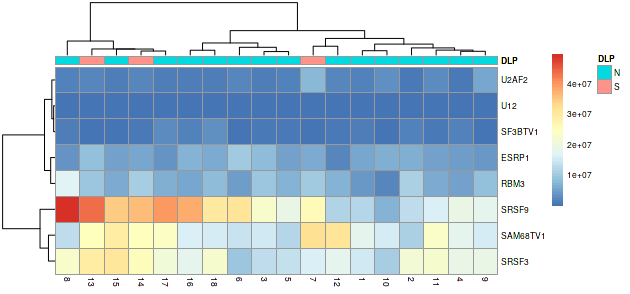 DLP
U2AF2
U12
SF3BTV1
ESRP1
RBM3
SRSF9
SAM68TV1
SRSF3
8 13 15 14 17 16 18 6 3 5 7 12 1 10 2 11 4 9
4e+07
3e+07
2e+07
1e+07
DLP
N
S